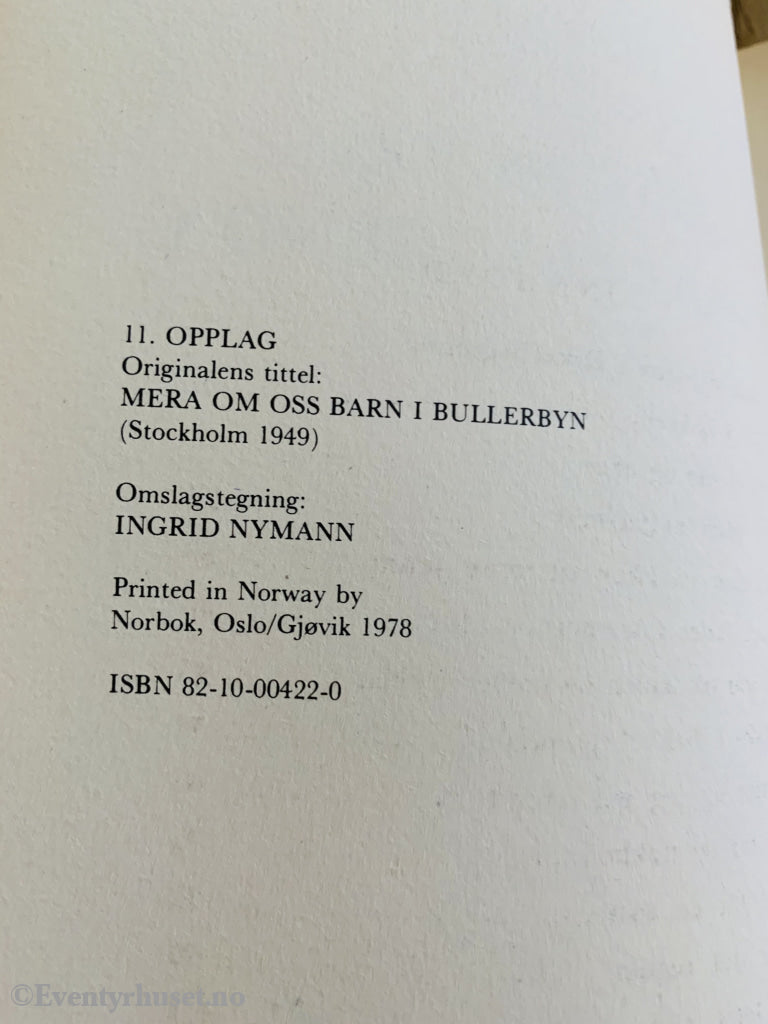 11. OPPLAG
Originalens tittel:
MERA OM OSS BARN I BULLERBYN
(Stockholm 1949)
Omslagstegning:
INGRID NYMANN
Printed in Norway by
Norbok, Oslo/Gjøvik 1978
ISBN 82-10-00422-0
©Eventyrhuset.no